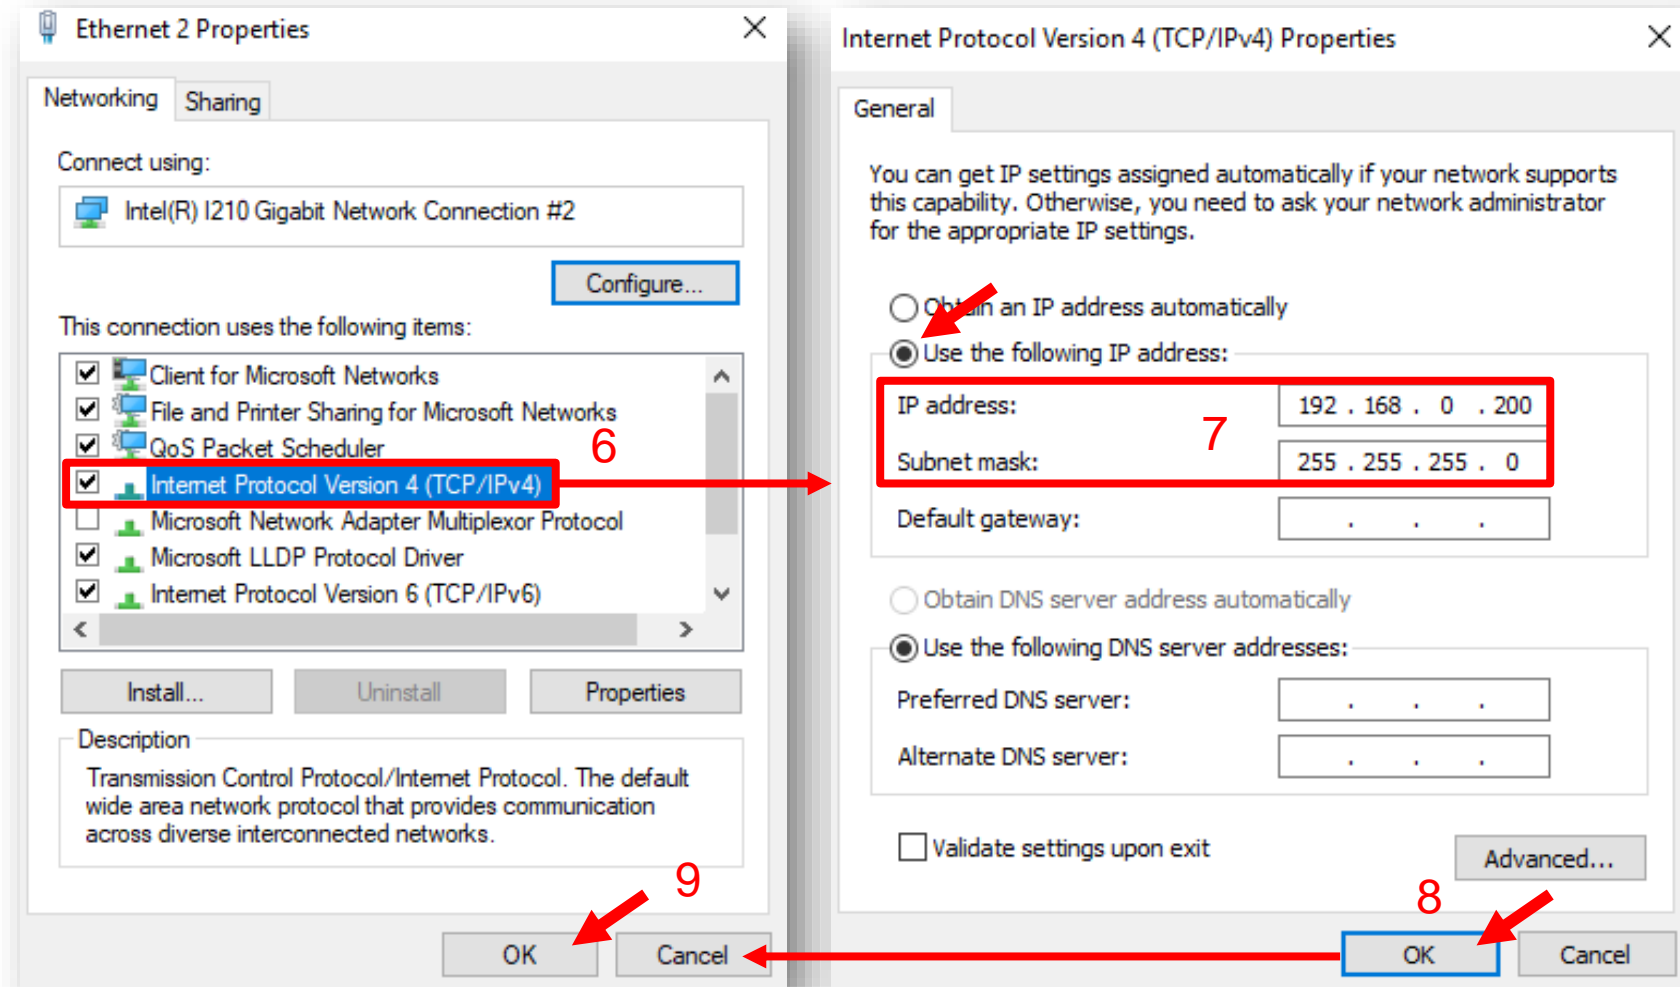 Ethernet 2 Properties
Networking
Sharing
Connect using:
Intel(R) I210 Gigabit Network Connection #2
Configure...
This connection uses the following items:
Client for Microsoft Networks
File and Printer Sharing for Microsoft Networks
QoS Packet Scheduler
6
Internet Protocol Version 4 (TCP/IPv4)
Microsoft Network Adapter Multiplexor Protocol
Microsoft LLDP Protocol Driver
Internet Protocol Version 6 (TCP/IPv6)
Install...
Uninstall
Properties
Description
Transmission Control Protocol/Internet Protocol. The default
wide area network protocol that provides communication
across diverse interconnected networks.
9
OK
Cancel
Internet Protocol Version 4 (TCP/IPv4) Properties
General
You can get IP settings assigned automatically if your network supports
this capability. Otherwise, you need to ask your network administrator
for the appropriate IP settings.
Obtain an IP address automatically
Use the following IP address:
IP address:
192 . 168 . 0 . 200
7
Subnet mask:
255 . 255 . 255 . 0
Default gateway:
. . .
Obtain DNS server address automatically
Use the following DNS server addresses:
Preferred DNS server:
. . .
Alternate DNS server:
. . .
Validate settings upon exit
Advanced...
8
OK
Cancel